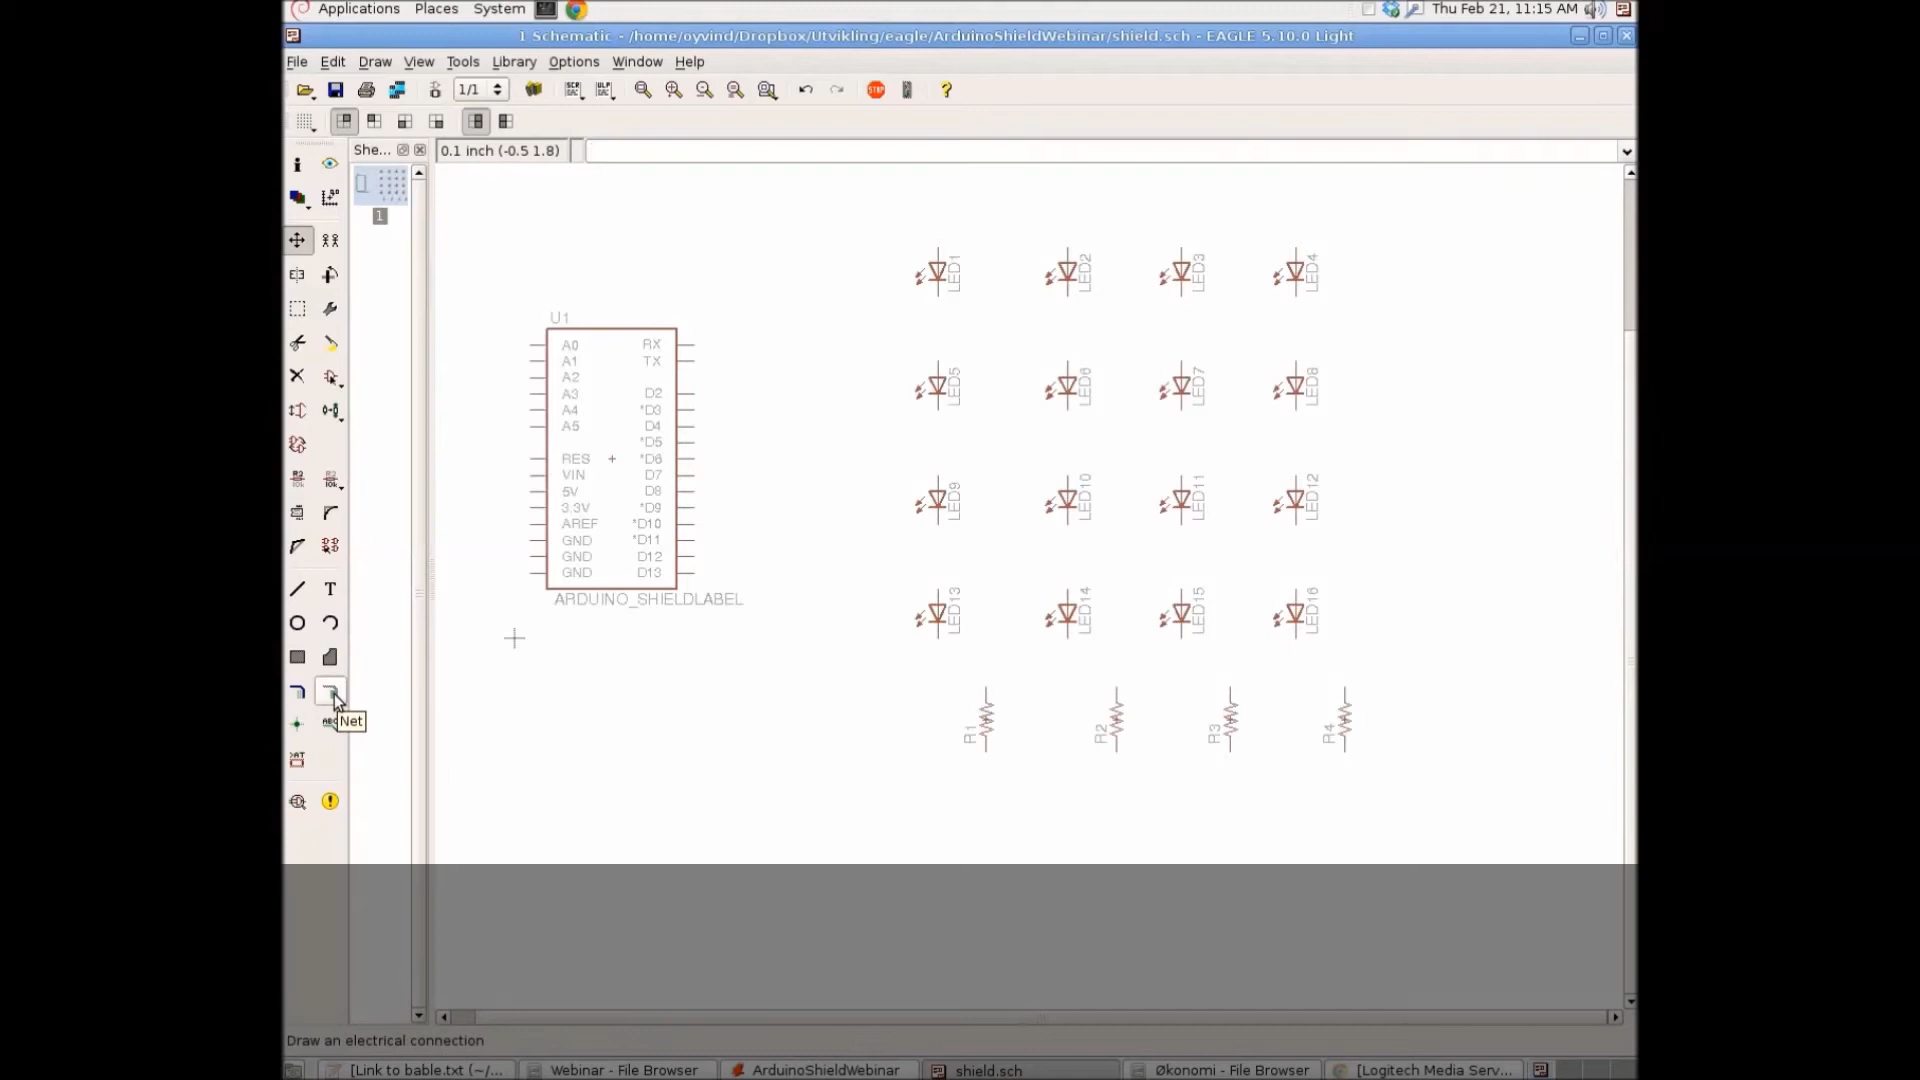 Applications Places System
Thu Feb 21, 11:15 AM
1 Schematic - /home/oyvind/Dropbox/Utvikling/eagle/ArduinoShieldWebinar/shield.sch - EAGLE 5.10.0 Light
File Edit Draw View Tools Library Options Window Help
1/1
SCR
ULP
STOP
?
She...
0.1 inch (-0.5 1.8)
1
LED1 LED2 LED3 LED4
U1
A0 RX
A1 TX
A2
A3 D2
A4 *D3
A5 D4
*D5
RES *D6
VIN D7
5V D8
3.3V *D9
AREF *D10
GND *D11
GND D12
GND D13
ARDUINO_SHIELDLABEL
LED5 LED6 LED7 LED8
LED9 LED10 LED11 LED12
LED13 LED14 LED15 LED16
R1 R2 R3 R4
R2
10k
T
Net
Draw an electrical connection
[Link to bable.txt (~/... Webinar - File Browser ArduinoShieldWebinar shield.sch Økonomi - File Browser [Logitech Media Serv...